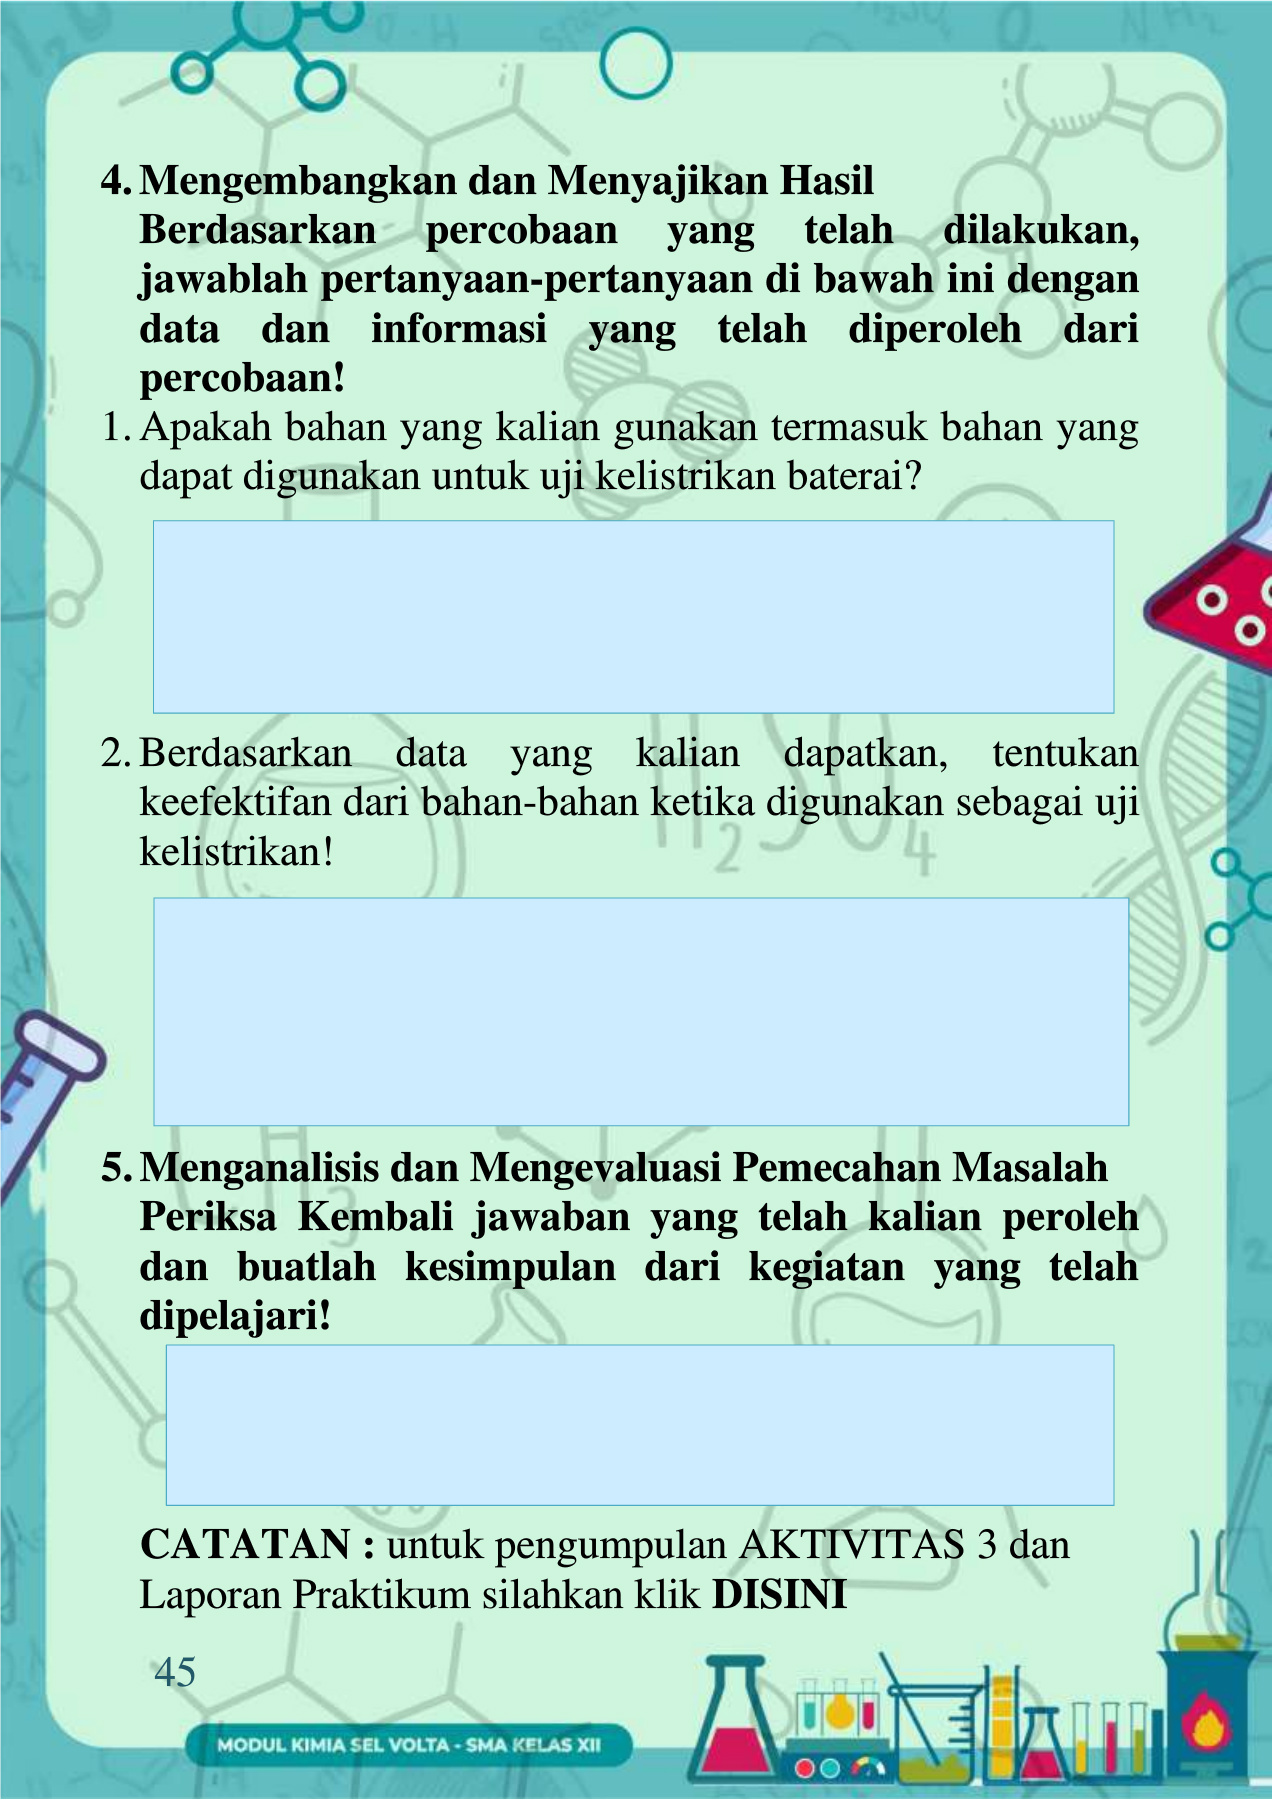 4. Mengembangkan dan Menyajikan Hasil
Berdasarkan percobaan yang telah dilakukan,
jawablah pertanyaan-pertanyaan di bawah ini dengan
data dan informasi yang telah diperoleh dari
percobaan!
1. Apakah bahan yang kalian gunakan termasuk bahan yang
dapat digunakan untuk uji kelistrikan baterai?
2. Berdasarkan data yang kalian dapatkan, tentukan
keefektifan dari bahan-bahan ketika digunakan sebagai uji
kelistrikan!
H2SO4
5. Menganalisis dan Mengevaluasi Pemecahan Masalah
Periksa Kembali jawaban yang telah kalian peroleh
dan buatlah kesimpulan dari kegiatan yang telah
dipelajari!
CATATAN : untuk pengumpulan AKTIVITAS 3 dan
Laporan Praktikum silahkan klik DISINI
45
MODUL KIMIA SEL VOLTA - SMA KELAS XII